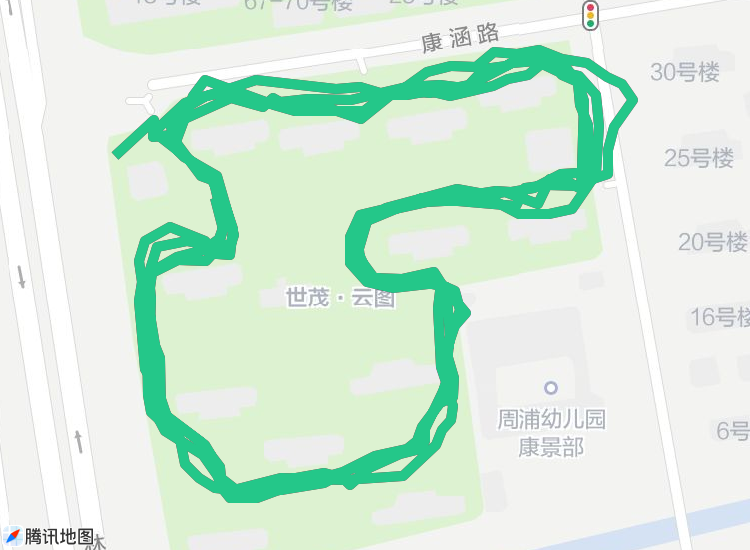 67-70号楼
康涵路
30号楼
25号楼
20号楼
世茂·云图
16号楼
周浦幼儿园
康景部
6号
腾讯地图